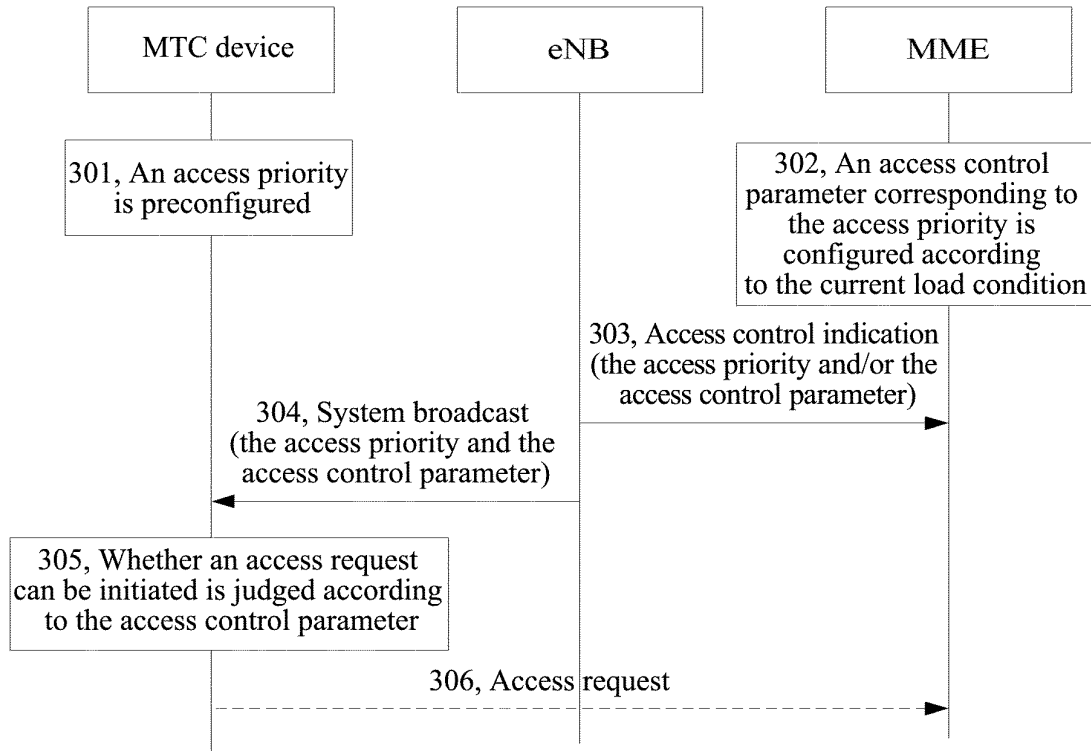 MTC device
eNB
MME
301, An access priority
is preconfigured
302, An access control
parameter corresponding to
the access priority is
configured according
to the current load condition
303, Access control indication
(the access priority and/or the
access control parameter)
304, System broadcast
(the access priority and the
access control parameter)
305, Whether an access request
can be initiated is judged according
to the access control parameter
306, Access request